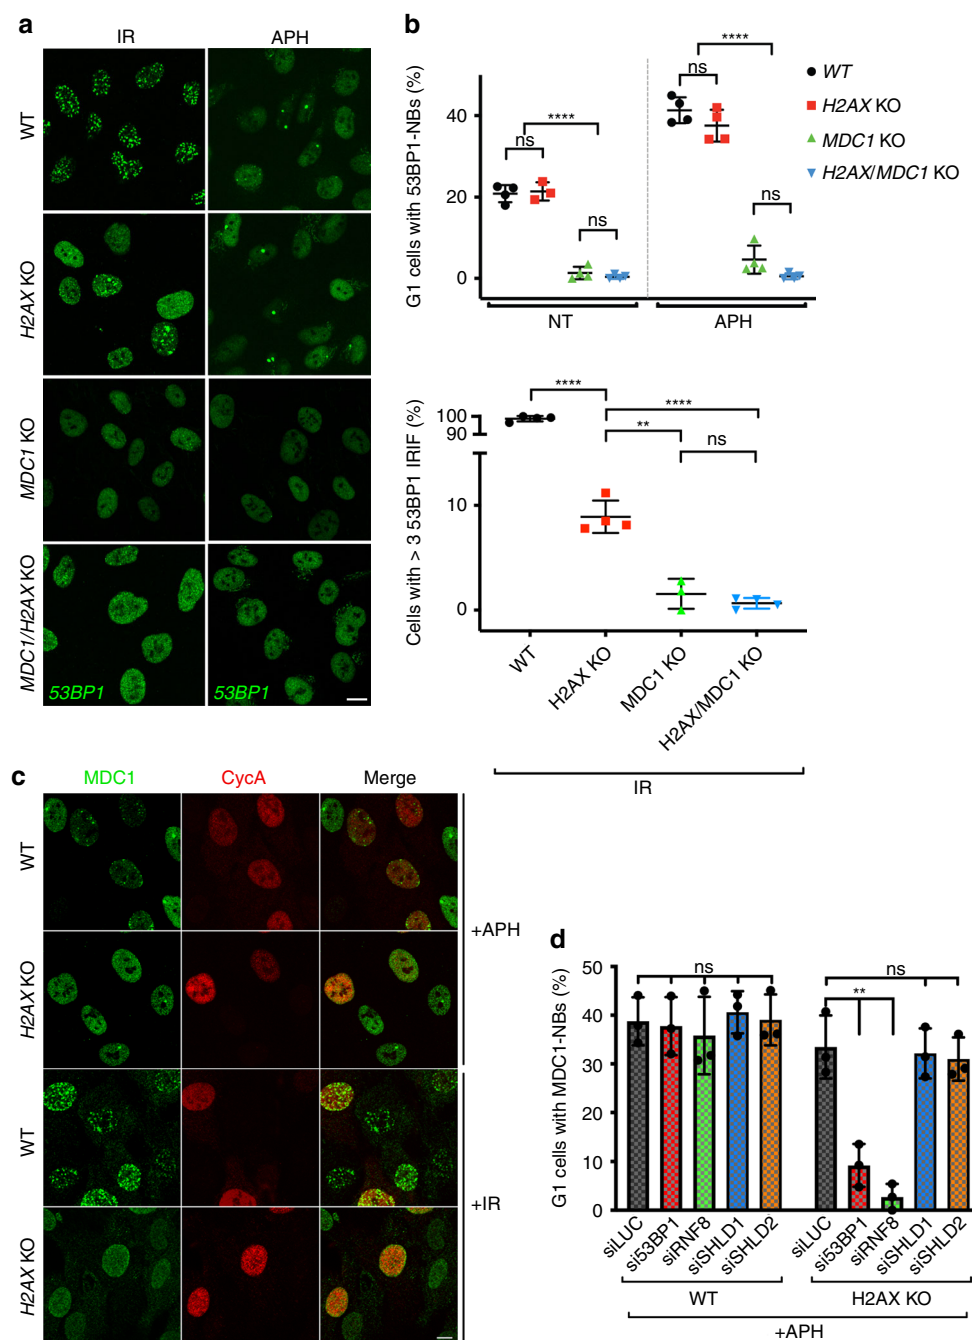 a
IR
APH
WT
H2AX KO
MDC1 KO
MDC1/H2AX KO
53BP1
53BP1
b
G1 cells with 53BP1-NBs (%)
40
20
0
ns
****
ns
ns
****
ns
NT
APH
WT
H2AX KO
MDC1 KO
H2AX/MDC1 KO
Cells with > 3 53BP1 IRIF (%)
100
90
10
0
****
****
**
ns
WT
H2AX KO
MDC1 KO
H2AX/MDC1 KO
IR
c
MDC1
CycA
Merge
WT
H2AX KO
+APH
WT
H2AX KO
+IR
d
G1 cells with MDC1-NBs (%)
50
40
30
20
10
0
ns
ns
**
siLUC
si53BP1
siRNF8
siSHLD1
siSHLD2
siLUC
si53BP1
siRNF8
siSHLD1
siSHLD2
WT
H2AX KO
+APH